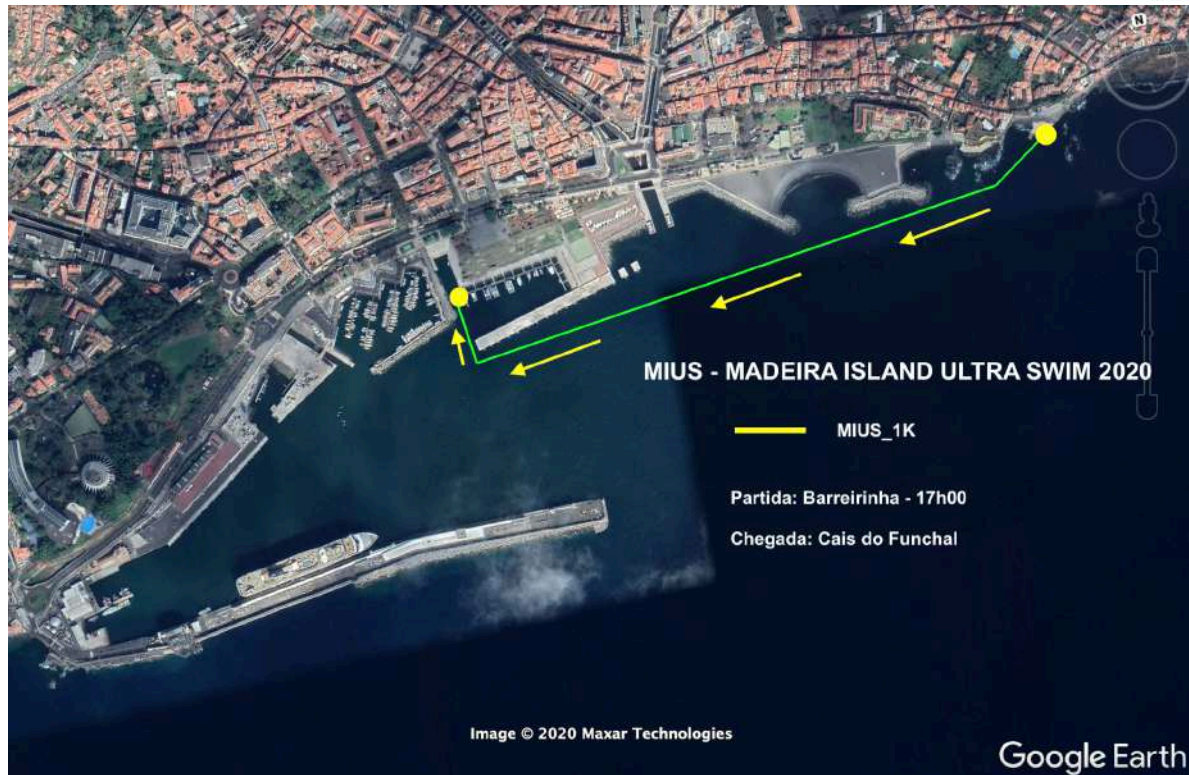 N
MIUS - MADEIRA ISLAND ULTRA SWIM 2020
MIUS_1K
Partida: Barreirinha - 17h00
Chegada: Cais do Funchal
Image © 2020 Maxar Technologies
Google Earth